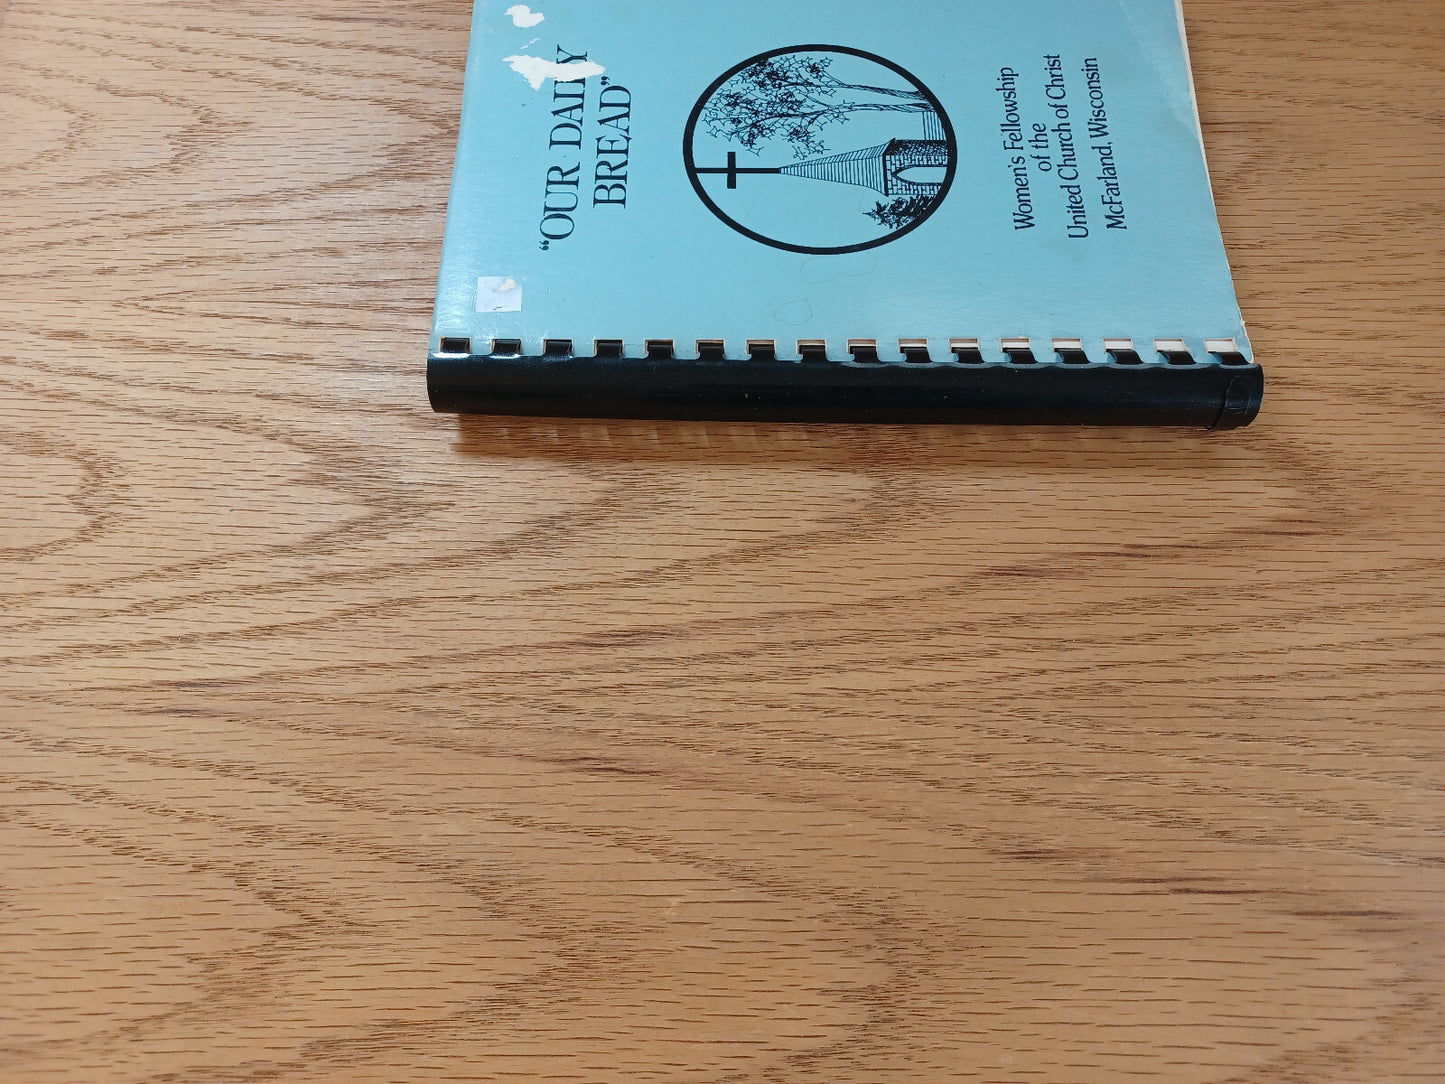 “OUR DAILY
BREAD”
Women's Fellowship
of the
United Church of Christ
McFarland, Wisconsin